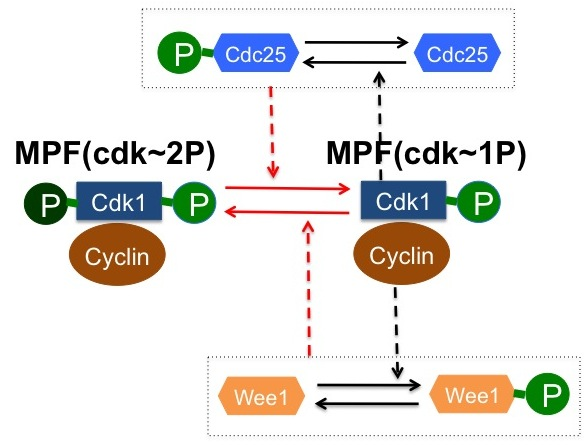 P Cdc25 Cdc25
MPF(cdk~2P) MPF(cdk~1P)
P Cdk1 P Cdk1 P
Cyclin Cyclin
Wee1 Wee1 P